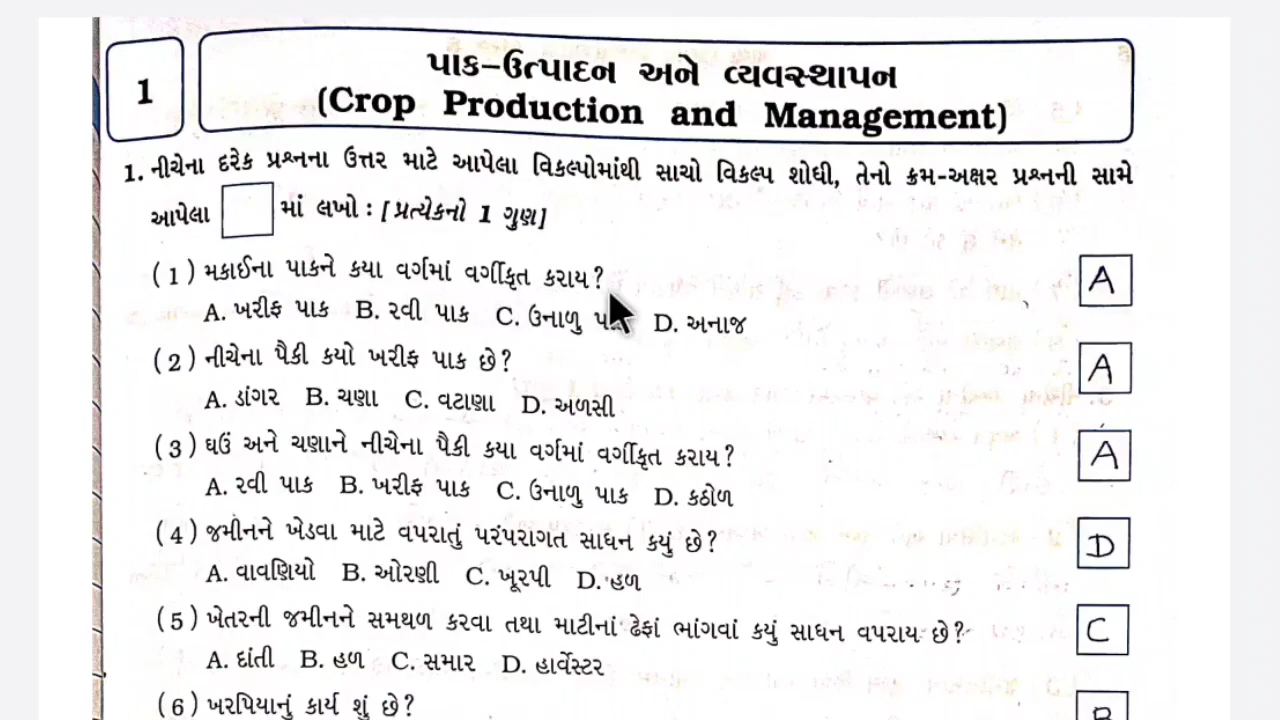 1
પાક-ઉત્પાદન અને વ્યવસ્થાપન
(Crop Production and Management)
1. નીચેના દરેક પ્રશ્નના ઉત્તર માટે આપેલા વિકલ્પોમાંથી સાચો વિકલ્પ શોધી, તેનો ક્રમ-અક્ષર પ્રશ્નની સામે
આપેલા માં લખો : [પ્રત્યેકનો 1 ગુણ]
(1) મકાઈના પાકને કયા વર્ગમાં વર્ગીકૃત કરાય? A
A. ખરીફ પાક B. રવી પાક C. ઉનાળુ D. અનાજ
(2) નીચેના પૈકી કયો ખરીફ પાક છે? A
A. ડાંગર B. ચણા C. વટાણા D. અળસી
(3) ઘઉં અને ચણાને નીચેના પૈકી કયા વર્ગમાં વર્ગીકૃત કરાય? A
A. રવી પાક B. ખરીફ પાક C. ઉનાળુ પાક D. કઠોળ
(4) જમીનને ખેડવા માટે વપરાતું પરંપરાગત સાધન કયું છે? D
A. વાવણિયો B. ઓરણી C. ખૂરપી D. હળ
(5) ખેતરની જમીનને સમથળ કરવા તથા માટીનાં ઢેફાં ભાંગવાં કયું સાધન વપરાય છે? C
A. દાંતી B. હળ C. સમાર D. હાર્વેસ્ટર
(6) ખરપિયાનું કાર્ય શું છે? B